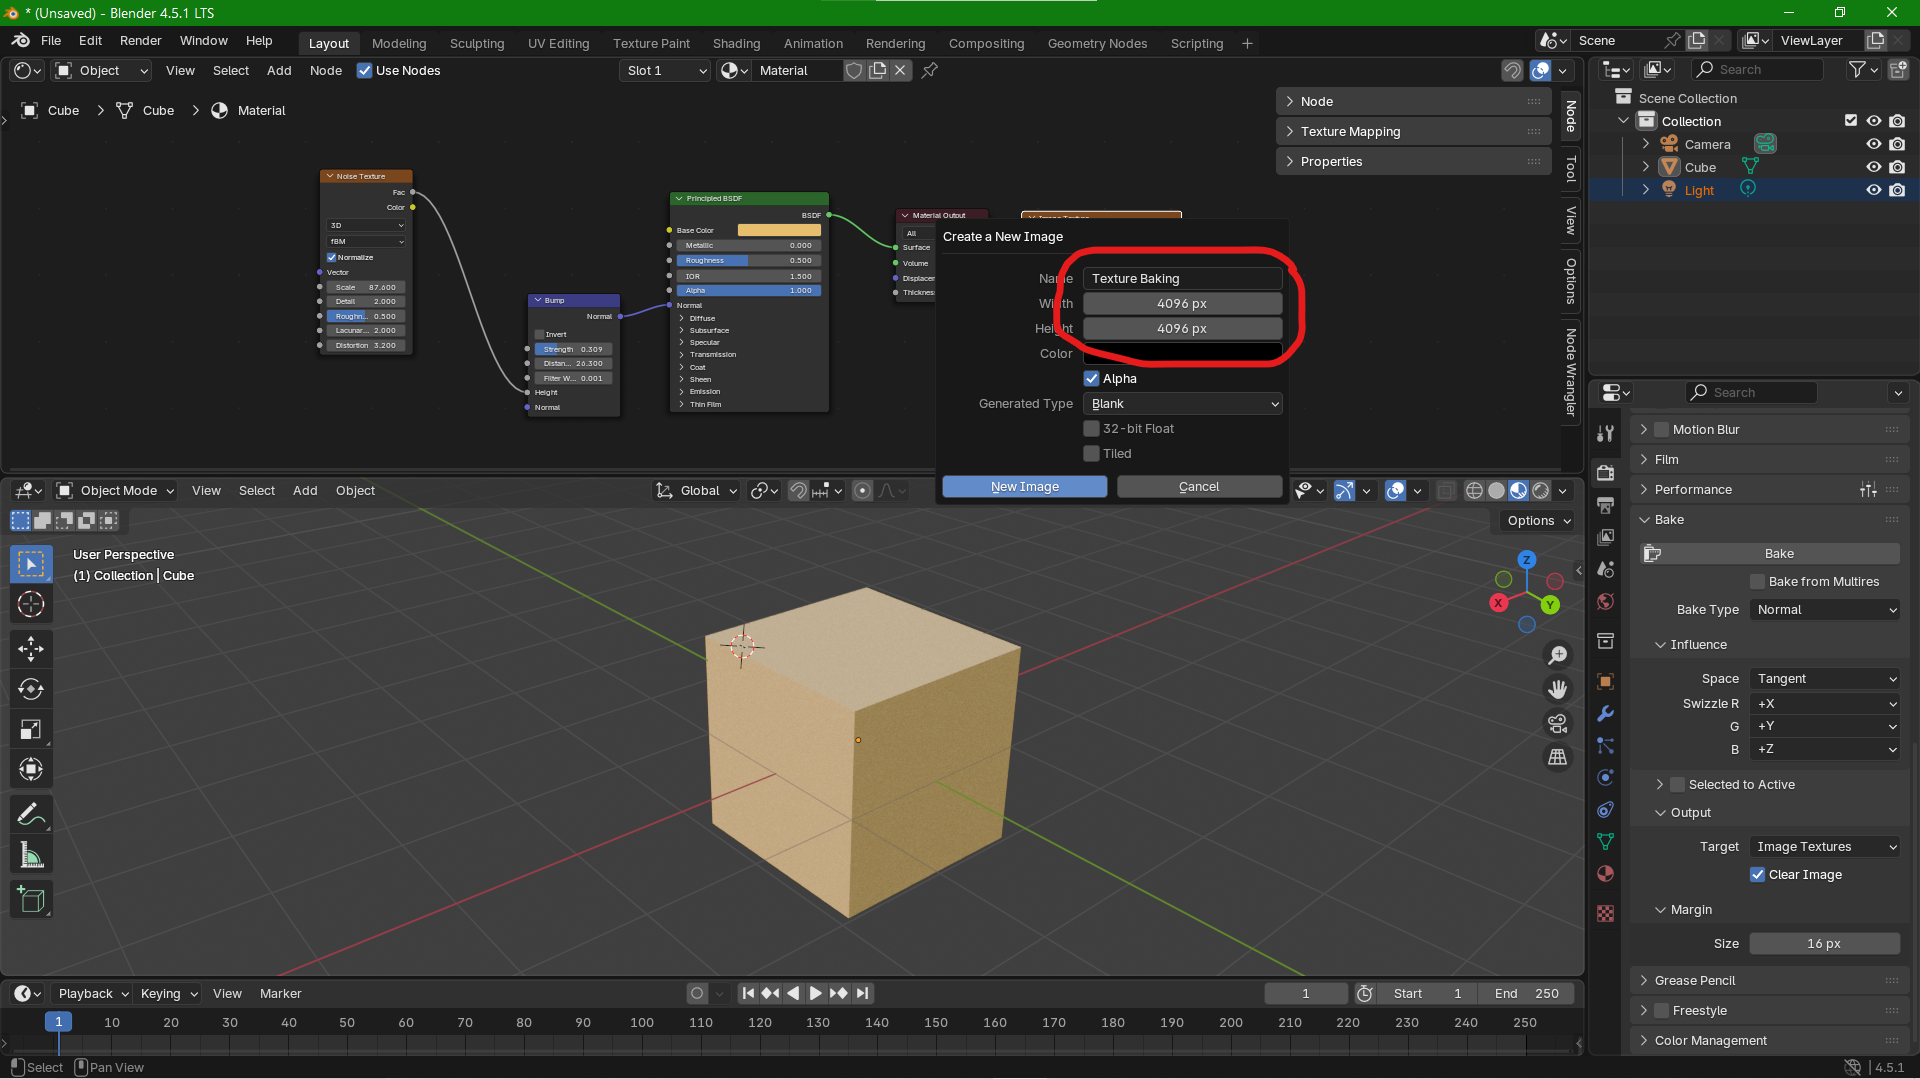 * (Unsaved) - Blender 4.5.1 LTS
File Edit Render Window Help Layout Modeling Sculpting UV Editing Texture Paint Shading Animation Rendering Compositing Geometry Nodes Scripting + Scene ViewLayer
Object View Select Add Node Use Nodes Slot 1 Material Search
Cube > Cube > Material
Node
Texture Mapping
Properties
Node
Tool
View
Options
Node Wrangler
Scene Collection
Collection
Camera
Cube
Light
Noise Texture
Fac
Color
3D
fBM
Normalize
Vector
Scale 87.600
Detail 2.000
Roughn... 0.500
Lacunar... 2.000
Distortion 3.200
Bump
Normal
Invert
Strength 0.309
Distan... 26.300
Filter W... 0.001
Height
Normal
Principled BSDF
BSDF
Base Color
Metallic 0.000
Roughness 0.500
IOR 1.500
Alpha 1.000
Normal
Diffuse
Subsurface
Specular
Transmission
Coat
Sheen
Emission
Thin Film
Material Output
All
Surface
Volume
Displacer
Thickness
Create a New Image
Name Texture Baking
Width 4096 px
Height 4096 px
Color
Alpha
Generated Type Blank
32-bit Float
Tiled
New Image Cancel
Object Mode View Select Add Object Global
Options
User Perspective
(1) Collection | Cube
Z
X
Y
Search
Motion Blur
Film
Performance
Bake
Bake
Bake from Multires
Bake Type Normal
Influence
Space Tangent
Swizzle R +X
G +Y
B +Z
Selected to Active
Output
Target Image Textures
Clear Image
Margin
Size 16 px
Grease Pencil
Freestyle
Color Management
Playback Keying View Marker 1 Start 1 End 250
1 10 20 30 40 50 60 70 80 90 100 110 120 130 140 150 160 170 180 190 200 210 220 230 240 250
Select Pan View 4.5.1